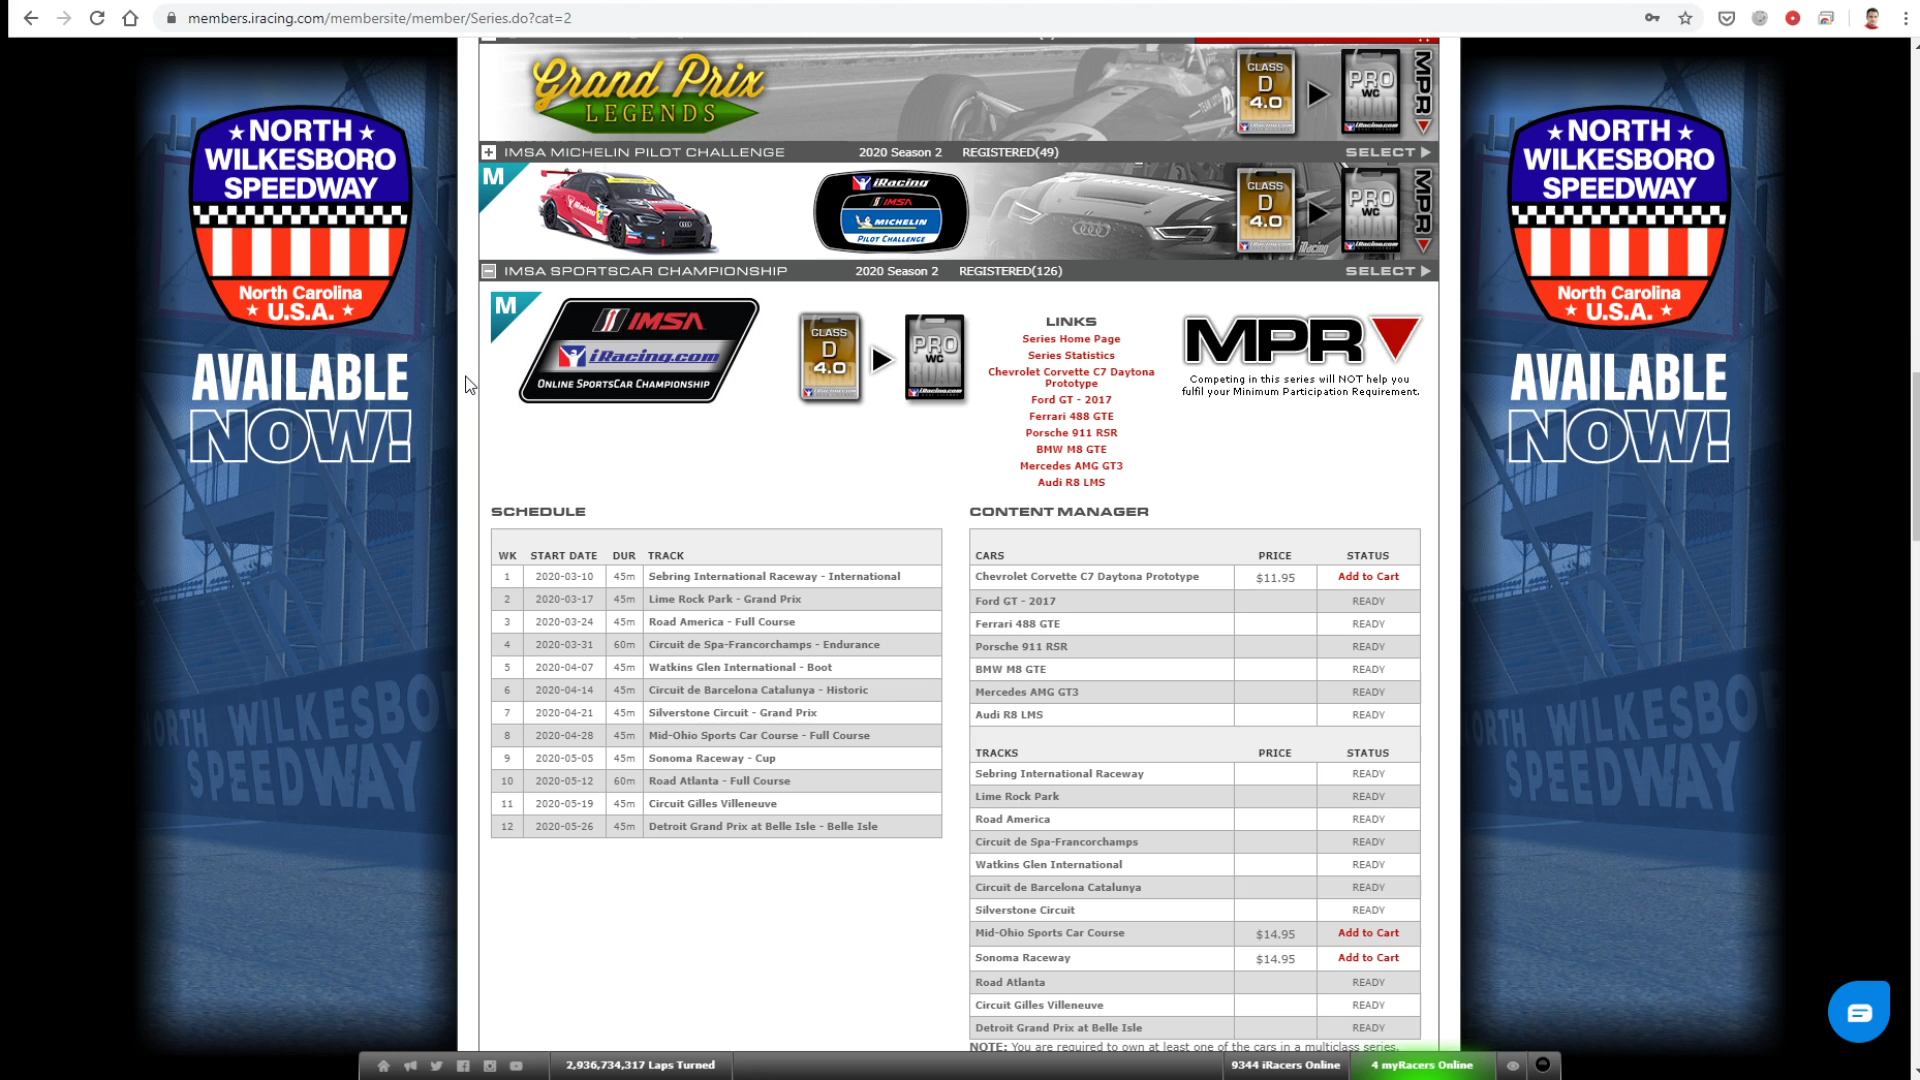 members.iracing.com/membersite/member/Series.do?cat=2
Grand Prix
LEGENDS
CLASS
D
4.0
PRO
WC
MPR
IMSA MICHELIN PILOT CHALLENGE 2020 Season 2 REGISTERED(49) SELECT
M
iRacing
IMSA
MICHELIN
PILOT CHALLENGE
CLASS
D
4.0
PRO
WC
MPR
IMSA SPORTSCAR CHAMPIONSHIP 2020 Season 2 REGISTERED(126) SELECT
M
IMSA
iRacing.com
ONLINE SPORTSCAR CHAMPIONSHIP
CLASS
D
4.0
PRO
WC
LINKS
Series Home Page
Series Statistics
Chevrolet Corvette C7 Daytona
Prototype
Ford GT - 2017
Ferrari 488 GTE
Porsche 911 RSR
BMW M8 GTE
Mercedes AMG GT3
Audi R8 LMS
MPR
Competing in this series will NOT help you
fulfil your Minimum Participation Requirement.
SCHEDULE
WK START DATE DUR TRACK
1 2020-03-10 45m Sebring International Raceway - International
2 2020-03-17 45m Lime Rock Park - Grand Prix
3 2020-03-24 45m Road America - Full Course
4 2020-03-31 60m Circuit de Spa-Francorchamps - Endurance
5 2020-04-07 45m Watkins Glen International - Boot
6 2020-04-14 45m Circuit de Barcelona Catalunya - Historic
7 2020-04-21 45m Silverstone Circuit - Grand Prix
8 2020-04-28 45m Mid-Ohio Sports Car Course - Full Course
9 2020-05-05 45m Sonoma Raceway - Cup
10 2020-05-12 60m Road Atlanta - Full Course
11 2020-05-19 45m Circuit Gilles Villeneuve
12 2020-05-26 45m Detroit Grand Prix at Belle Isle - Belle Isle
CONTENT MANAGER
CARS PRICE STATUS
Chevrolet Corvette C7 Daytona Prototype $11.95 Add to Cart
Ford GT - 2017 READY
Ferrari 488 GTE READY
Porsche 911 RSR READY
BMW M8 GTE READY
Mercedes AMG GT3 READY
Audi R8 LMS READY
TRACKS PRICE STATUS
Sebring International Raceway READY
Lime Rock Park READY
Road America READY
Circuit de Spa-Francorchamps READY
Watkins Glen International READY
Circuit de Barcelona Catalunya READY
Silverstone Circuit READY
Mid-Ohio Sports Car Course $14.95 Add to Cart
Sonoma Raceway $14.95 Add to Cart
Road Atlanta READY
Circuit Gilles Villeneuve READY
Detroit Grand Prix at Belle Isle READY
NOTE: You are required to own at least one of the cars in a multiclass series.
2,936,734,317 Laps Turned
9344 iRacers Online
4 myRacers Online
NORTH
WILKESBORO
SPEEDWAY
North Carolina
U.S.A.
AVAILABLE
NOW!
NORTH WILKESBO
SPEEDWAY
NORTH
WILKESBORO
SPEEDWAY
North Carolina
U.S.A.
AVAILABLE
NOW!
ORTH WILKESBO
SPEEDWAY